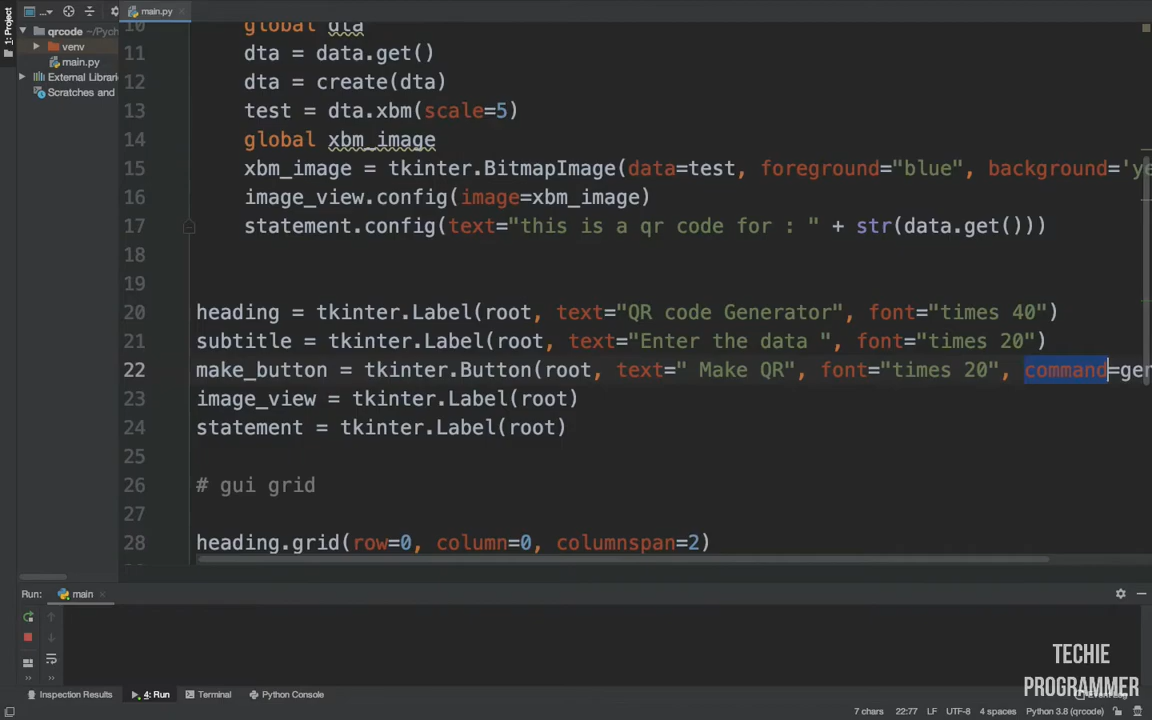 1: Project
...
main.py
qrcode ~/Pych
venv
main.py
External Librari
Scratches and
10 global dta
11 dta = data.get()
12 dta = create(dta)
13 test = dta.xbm(scale=5)
14 global xbm_image
15 xbm_image = tkinter.BitmapImage(data=test, foreground="blue", background='ye
16 image_view.config(image=xbm_image)
17 statement.config(text="this is a qr code for : " + str(data.get()))
18
19
20 heading = tkinter.Label(root, text="QR code Generator", font="times 40")
21 subtitle = tkinter.Label(root, text="Enter the data ", font="times 20")
22 make_button = tkinter.Button(root, text=" Make QR", font="times 20", command=gen
23 image_view = tkinter.Label(root)
24 statement = tkinter.Label(root)
25
26 # gui grid
27
28 heading.grid(row=0, column=0, columnspan=2)
Run: main
TECHIE
PROGRAMMER
Inspection Results 4: Run Terminal Python Console
7 chars 22:77 LF UTF-8 4 spaces Python 3.8 (qrcode)